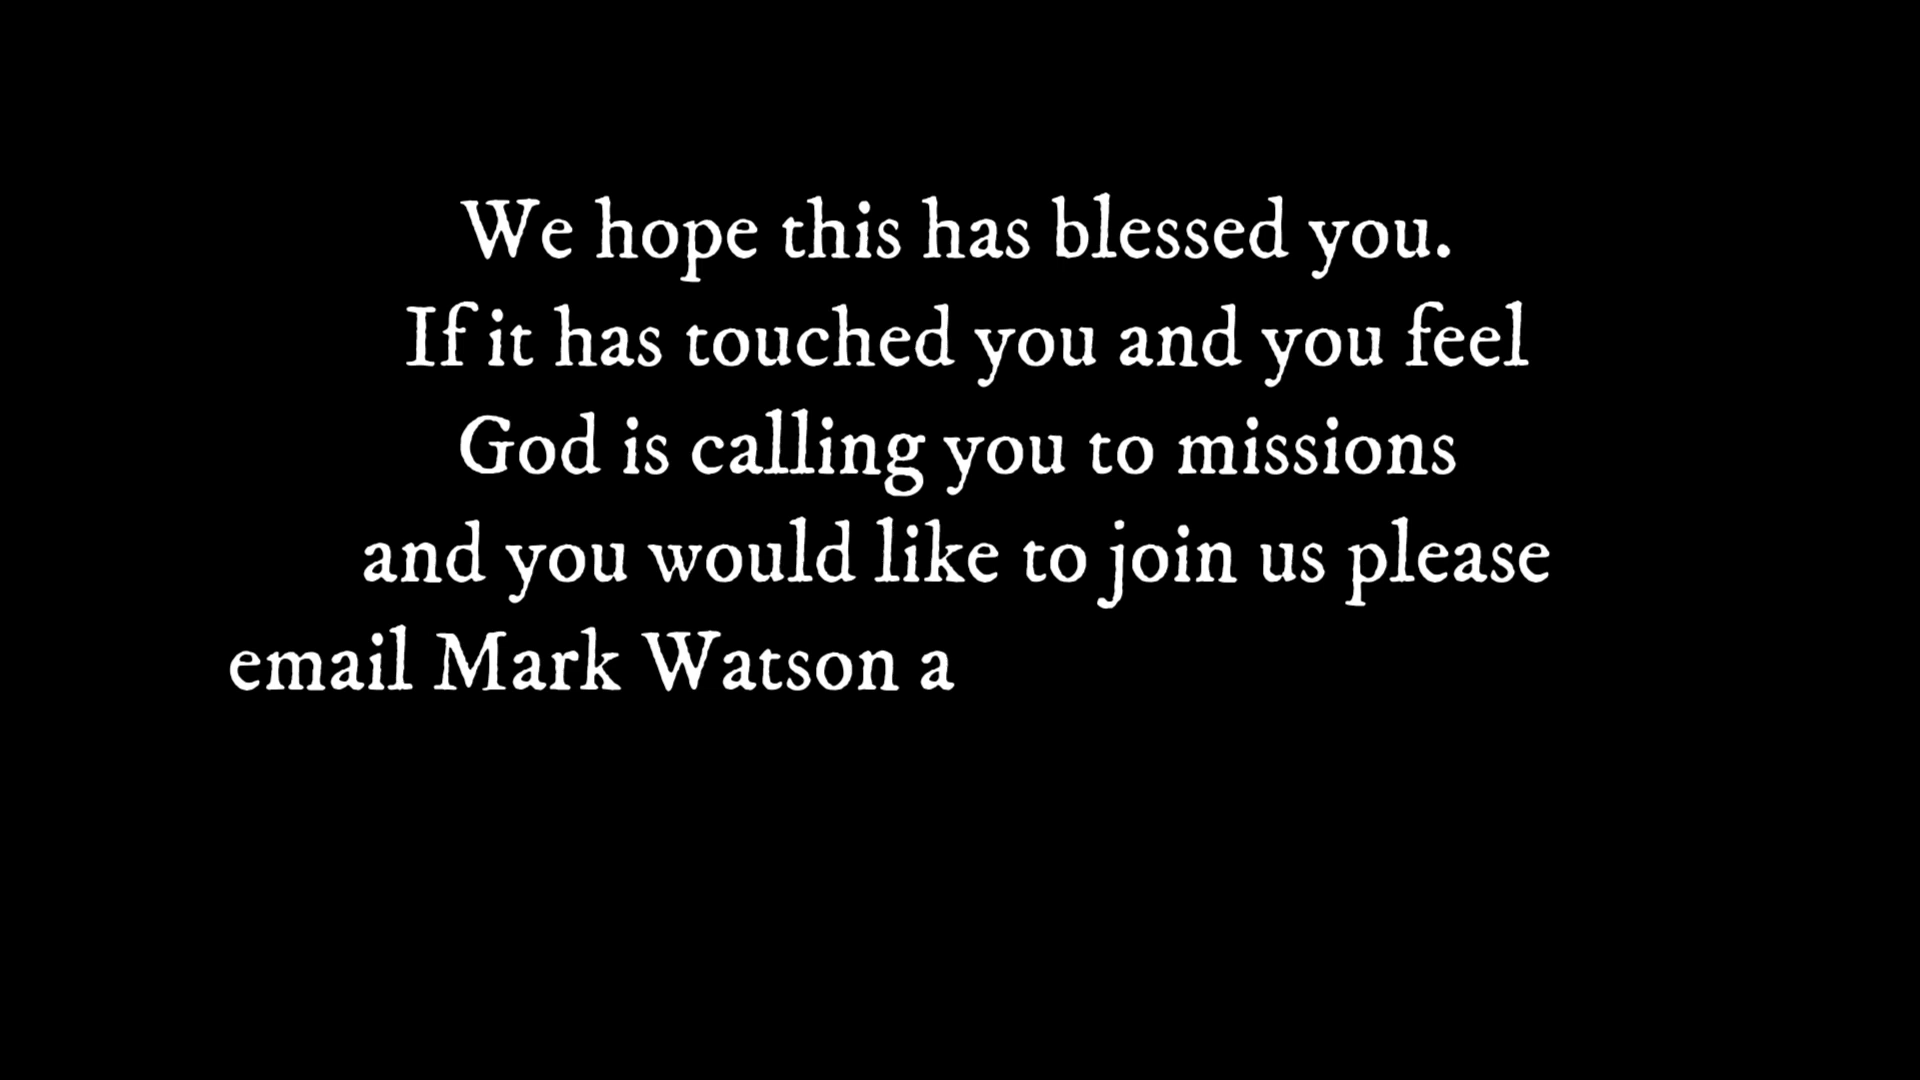 We hope this has blessed you.
If it has touched you and you feel
God is calling you to missions
and you would like to join us please
email Mark Watson a